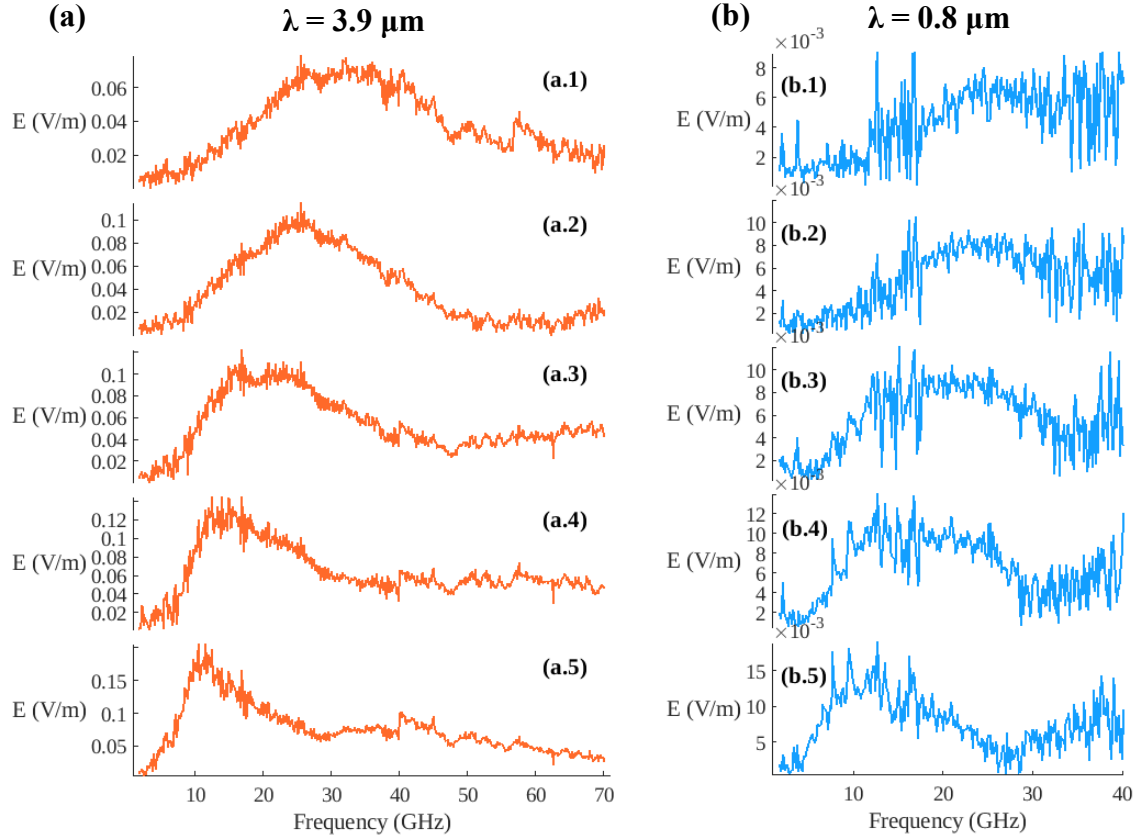 (a) λ = 3.9 μm (b) λ = 0.8 μm
(a.1)
E (V/m)
0.06
0.04
0.02
×10-3
(b.1)
E (V/m)
8
6
4
2
(a.2)
E (V/m)
0.1
0.08
0.06
0.04
0.02
×10-3
(b.2)
E (V/m)
10
8
6
4
2
(a.3)
E (V/m)
0.1
0.08
0.06
0.04
0.02
×10-3
(b.3)
E (V/m)
10
8
6
4
2
(a.4)
E (V/m)
0.12
0.1
0.08
0.06
0.04
0.02
×10-3
(b.4)
E (V/m)
12
10
8
6
4
2
(a.5)
E (V/m)
0.15
0.1
0.05
×10-3
(b.5)
E (V/m)
15
10
5
10 20 30 40 50 60 70
Frequency (GHz)
10 20 30 40
Frequency (GHz)